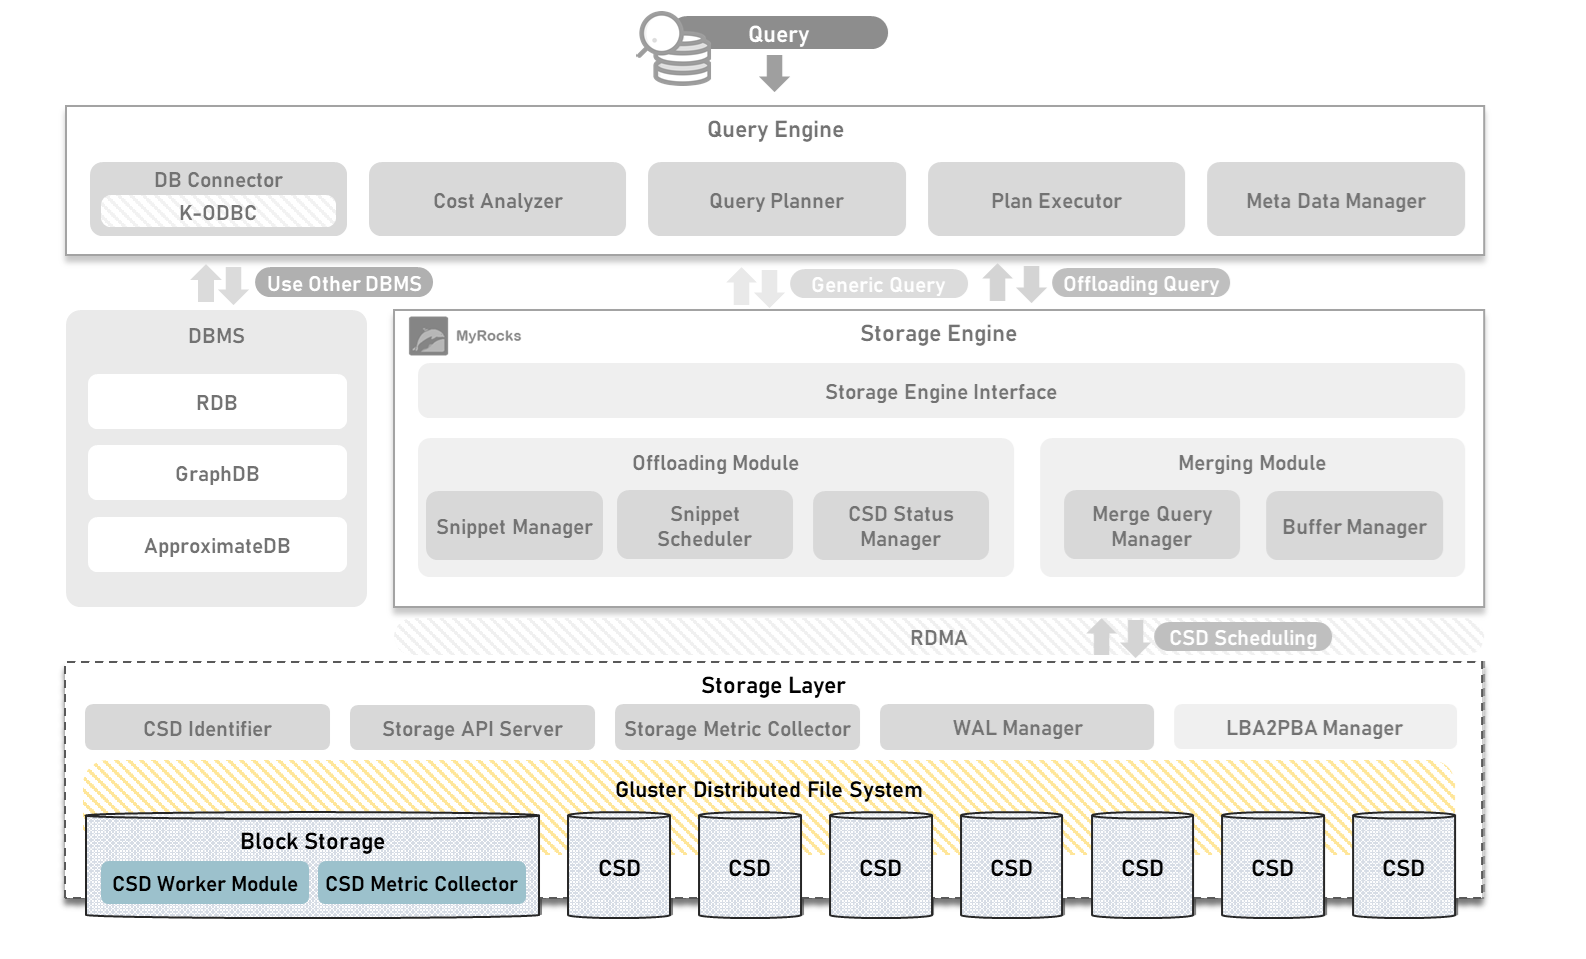 Query
Query Engine
DB Connector
K-ODBC
Cost Analyzer
Query Planner
Plan Executor
Meta Data Manager
Use Other DBMS
Generic Query
Offloading Query
DBMS
RDB
GraphDB
ApproximateDB
MyRocks
Storage Engine
Storage Engine Interface
Offloading Module
Snippet Manager
Snippet
Scheduler
CSD Status
Manager
Merging Module
Merge Query
Manager
Buffer Manager
RDMA
CSD Scheduling
Storage Layer
CSD Identifier
Storage API Server
Storage Metric Collector
WAL Manager
LBA2PBA Manager
Gluster Distributed File System
Block Storage
CSD Worker Module
CSD Metric Collector
CSD
CSD
CSD
CSD
CSD
CSD
CSD